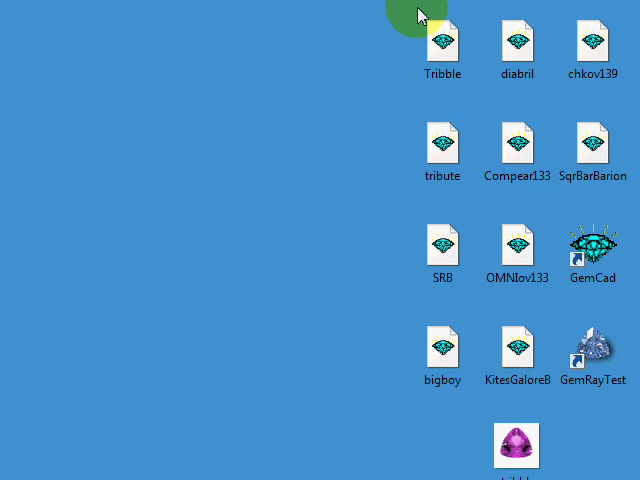 Tribble
diabril
chkov139
tribute
Compear133
SqrBarBarion
SRB
OMNIov133
GemCad
bigboy
KitesGaloreB
GemRayTest